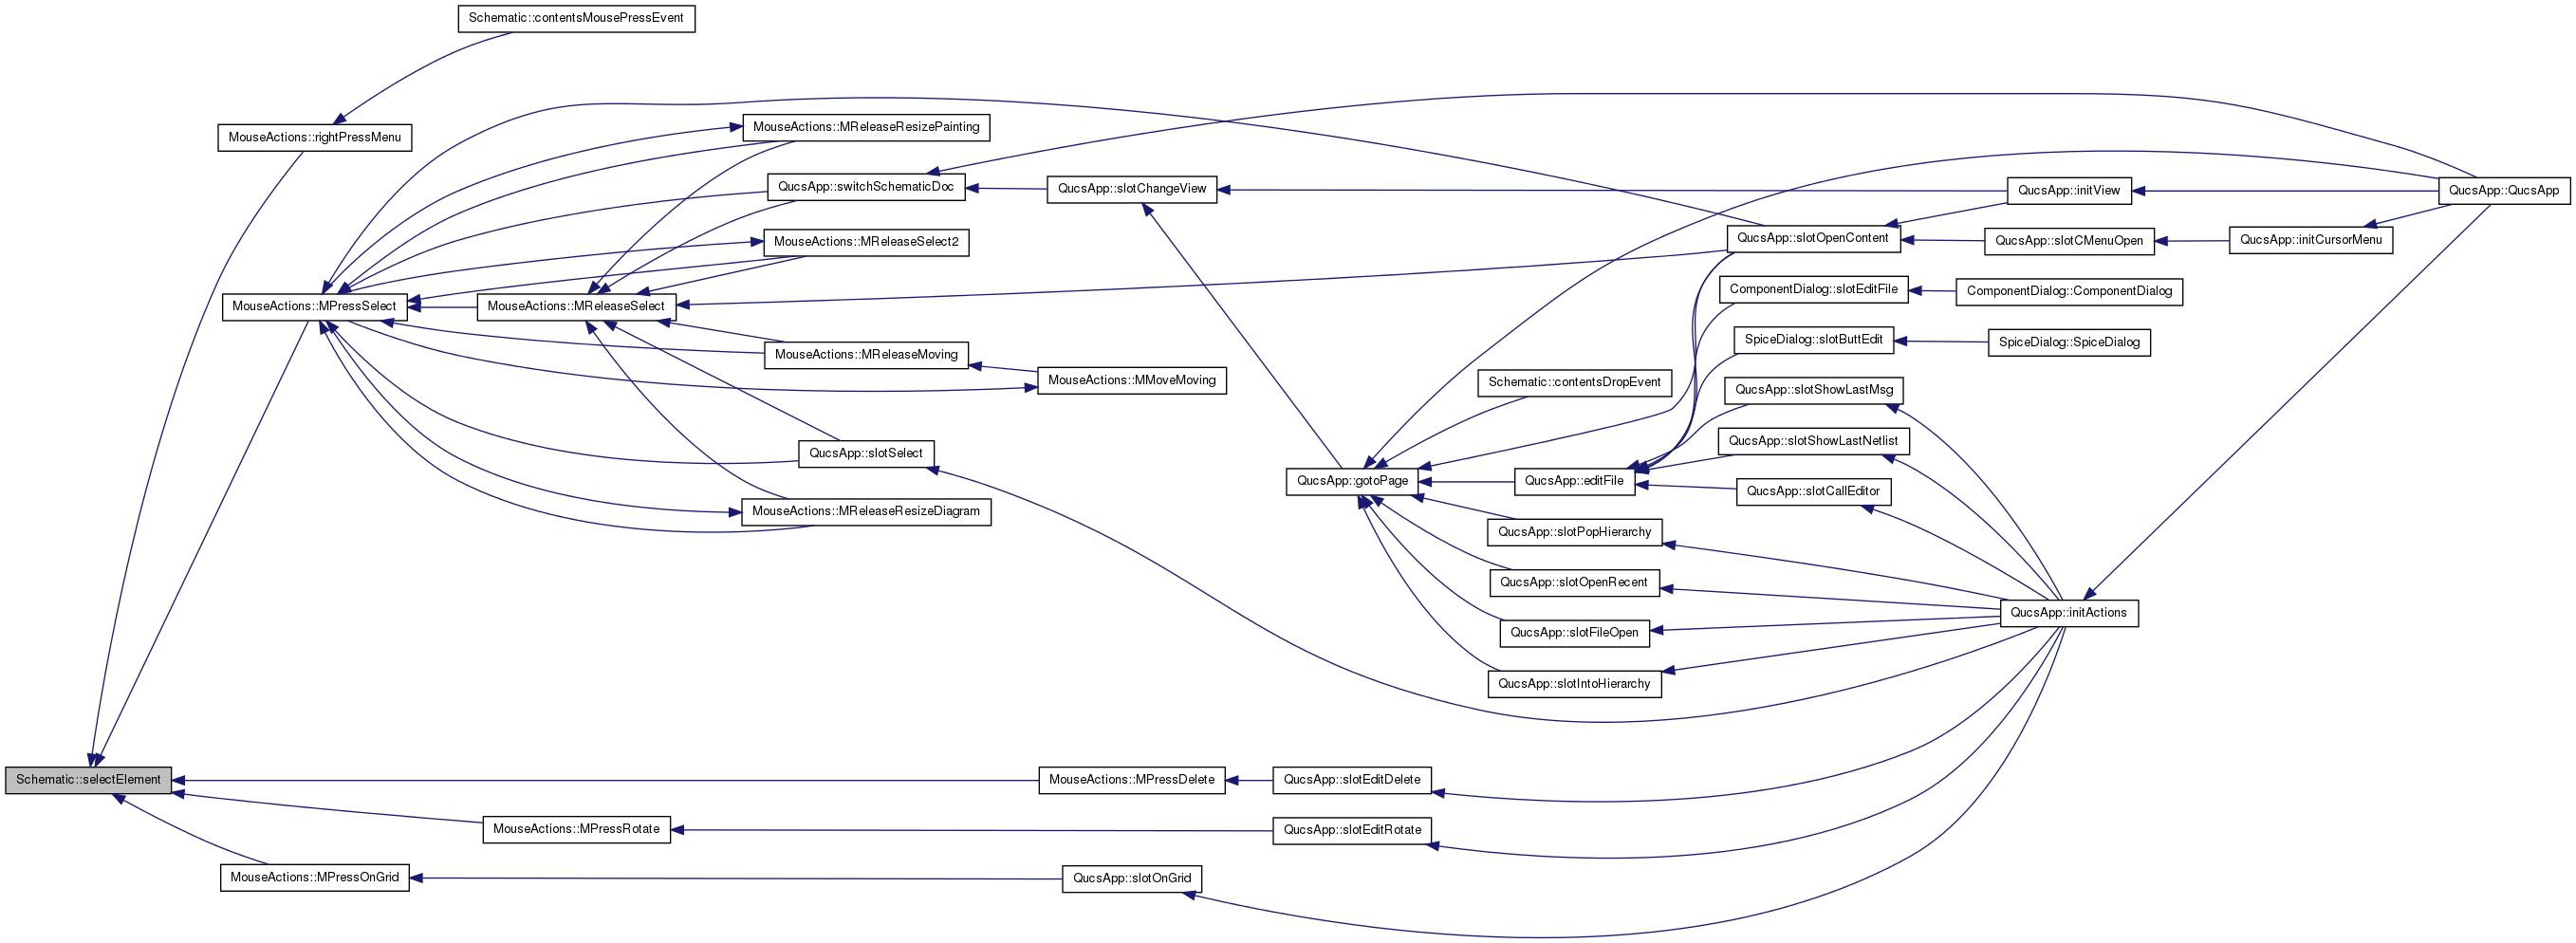 Schematic::contentsMousePressEvent
MouseActions::rightPressMenu
MouseActions::MReleaseResizePainting
QucsApp::switchSchematicDoc
QucsApp::slotChangeView
QucsApp::initView
QucsApp::QucsApp
MouseActions::MReleaseSelect2
QucsApp::slotOpenContent
QucsApp::slotCMenuOpen
QucsApp::initCursorMenu
MouseActions::MPressSelect
MouseActions::MReleaseSelect
ComponentDialog::slotEditFile
ComponentDialog::ComponentDialog
MouseActions::MReleaseMoving
SpiceDialog::slotButtEdit
SpiceDialog::SpiceDialog
MouseActions::MMoveMoving
Schematic::contentsDropEvent
QucsApp::slotShowLastMsg
QucsApp::slotSelect
QucsApp::slotShowLastNetlist
QucsApp::gotoPage
QucsApp::editFile
QucsApp::slotCallEditor
MouseActions::MReleaseResizeDiagram
QucsApp::slotPopHierarchy
QucsApp::slotOpenRecent
QucsApp::initActions
QucsApp::slotFileOpen
QucsApp::slotIntoHierarchy
Schematic::selectElement
MouseActions::MPressDelete
QucsApp::slotEditDelete
MouseActions::MPressRotate
QucsApp::slotEditRotate
MouseActions::MPressOnGrid
QucsApp::slotOnGrid